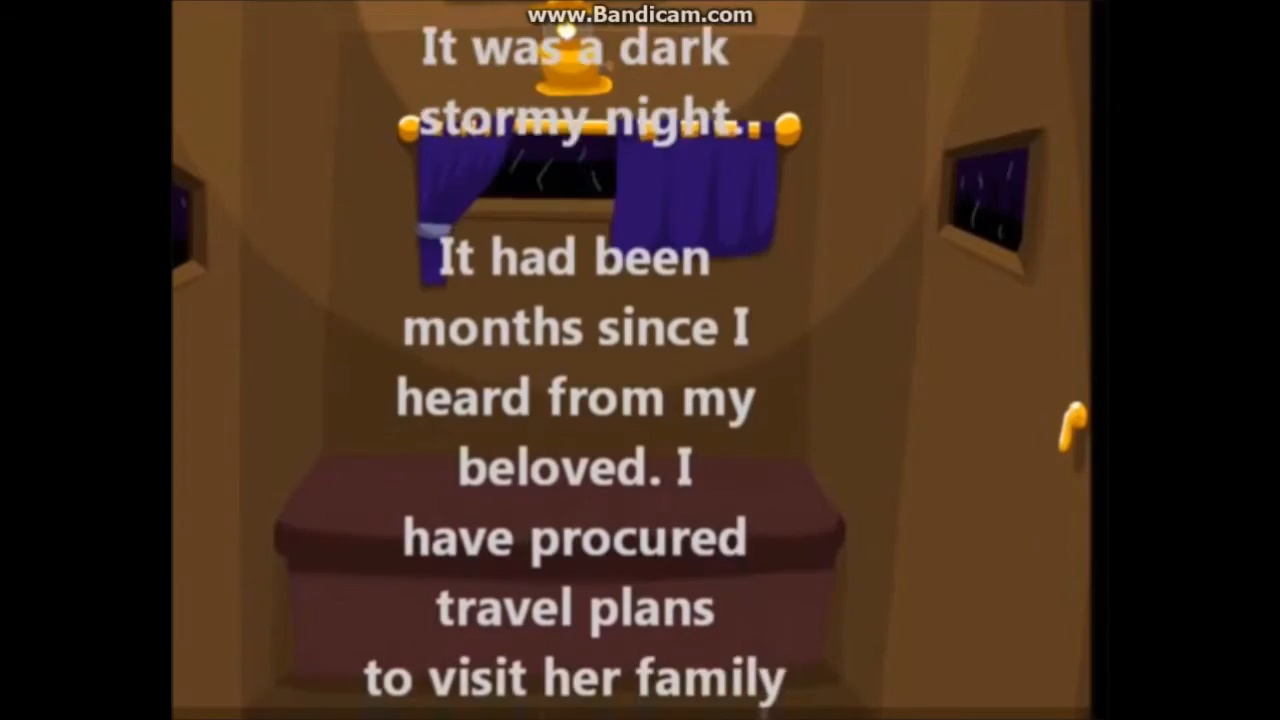 www.Bandicam.com
It was a dark
stormy night.
It had been
months since I
heard from my
beloved. I
have procured
travel plans
to visit her family